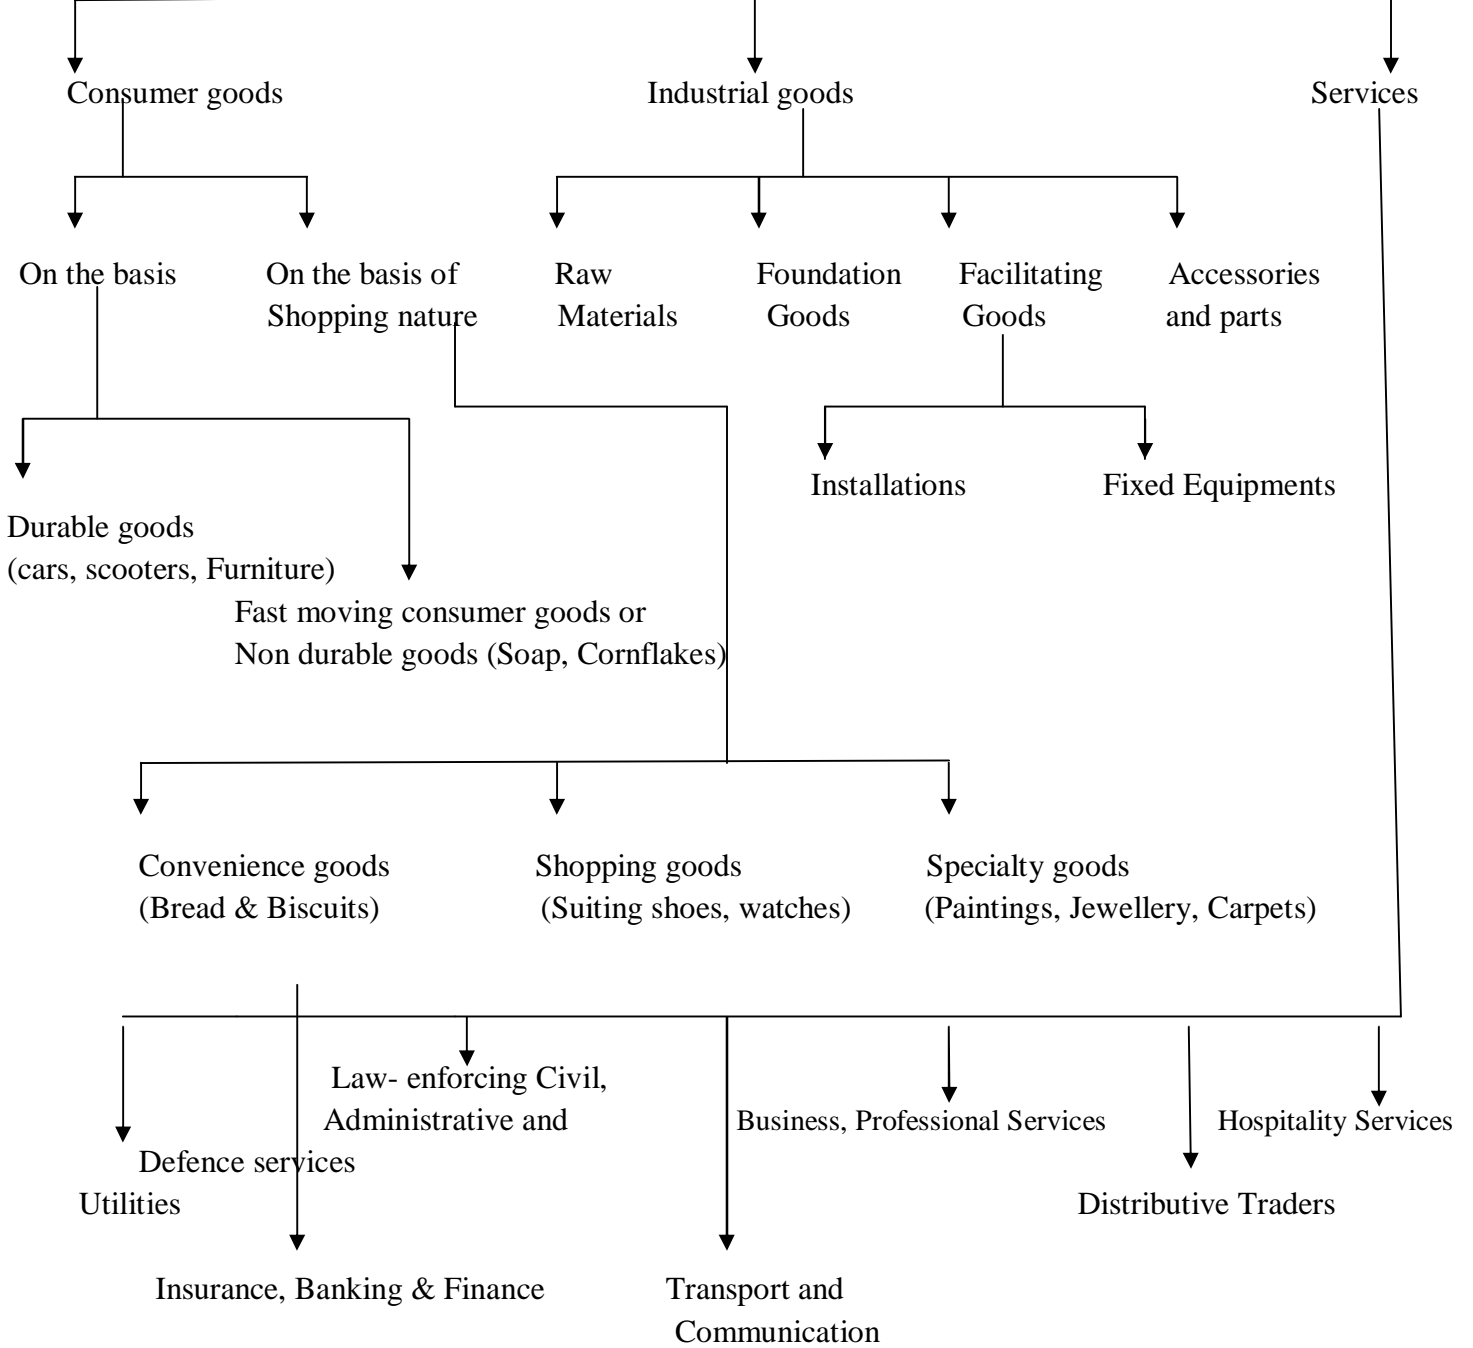 Consumer goods Industrial goods Services
On the basis On the basis of Raw Foundation Facilitating Accessories
Shopping nature Materials Goods Goods and parts
Installations Fixed Equipments
Durable goods
(cars, scooters, Furniture)
Fast moving consumer goods or
Non durable goods (Soap, Cornflakes)
Convenience goods Shopping goods Specialty goods
(Bread & Biscuits) (Suiting shoes, watches) (Paintings, Jewellery, Carpets)
Law- enforcing Civil,
Administrative and Business, Professional Services Hospitality Services
Defence services
Utilities Distributive Traders
Insurance, Banking & Finance Transport and
Communication